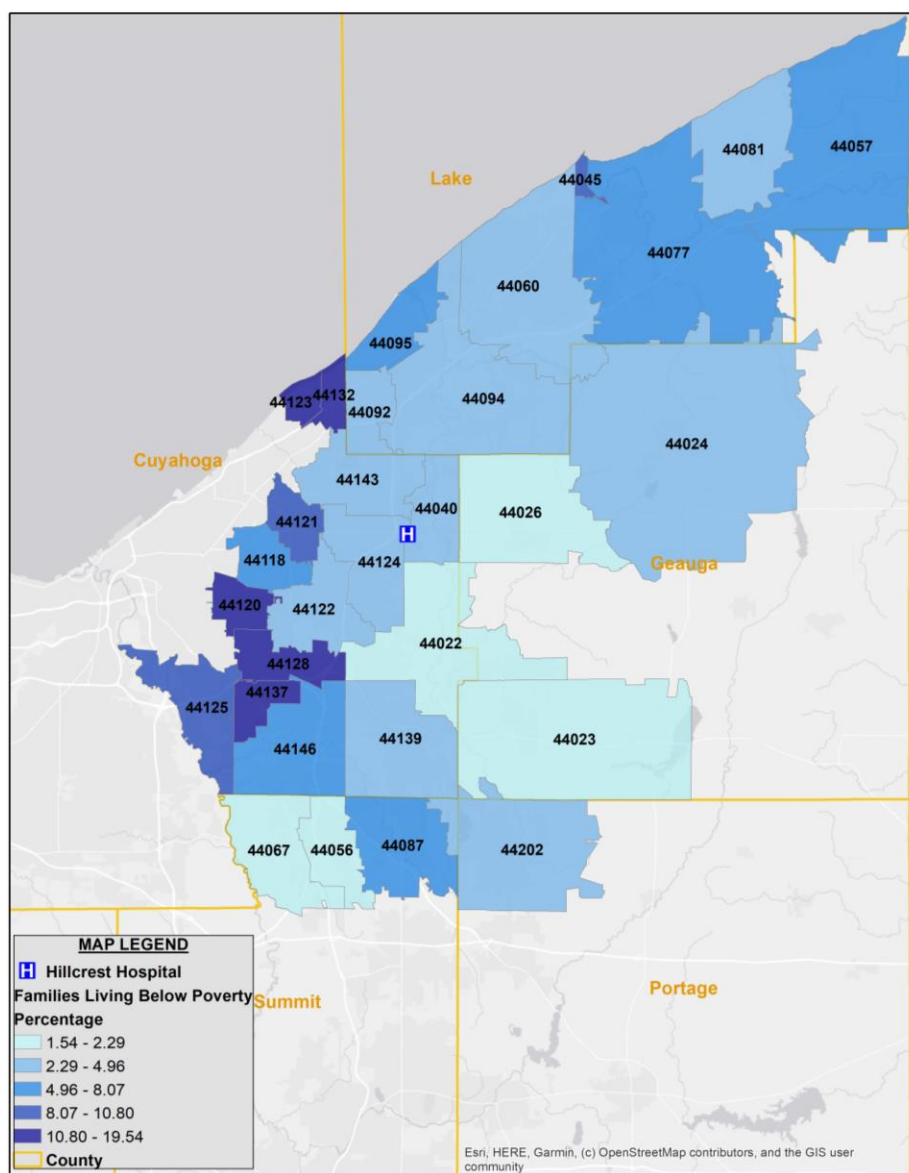 44057
44081
Lake
44045
44077
44060
44095
44132
44123
44092
44094
44024
Cuyahoga
44143
44040
44026
44121
44118
44124
Geauga
44120
44122
44022
44128
44137
44125
44023
44146
44139
44067
44056
44087
44202
MAP LEGEND
H Hillcrest Hospital
Families Living Below Poverty
Percentage
1.54 - 2.29
2.29 - 4.96
4.96 - 8.07
8.07 - 10.80
10.80 - 19.54
County
Summit
Portage
H
Esri, HERE, Garmin, (c) OpenStreetMap contributors, and the GIS user
community